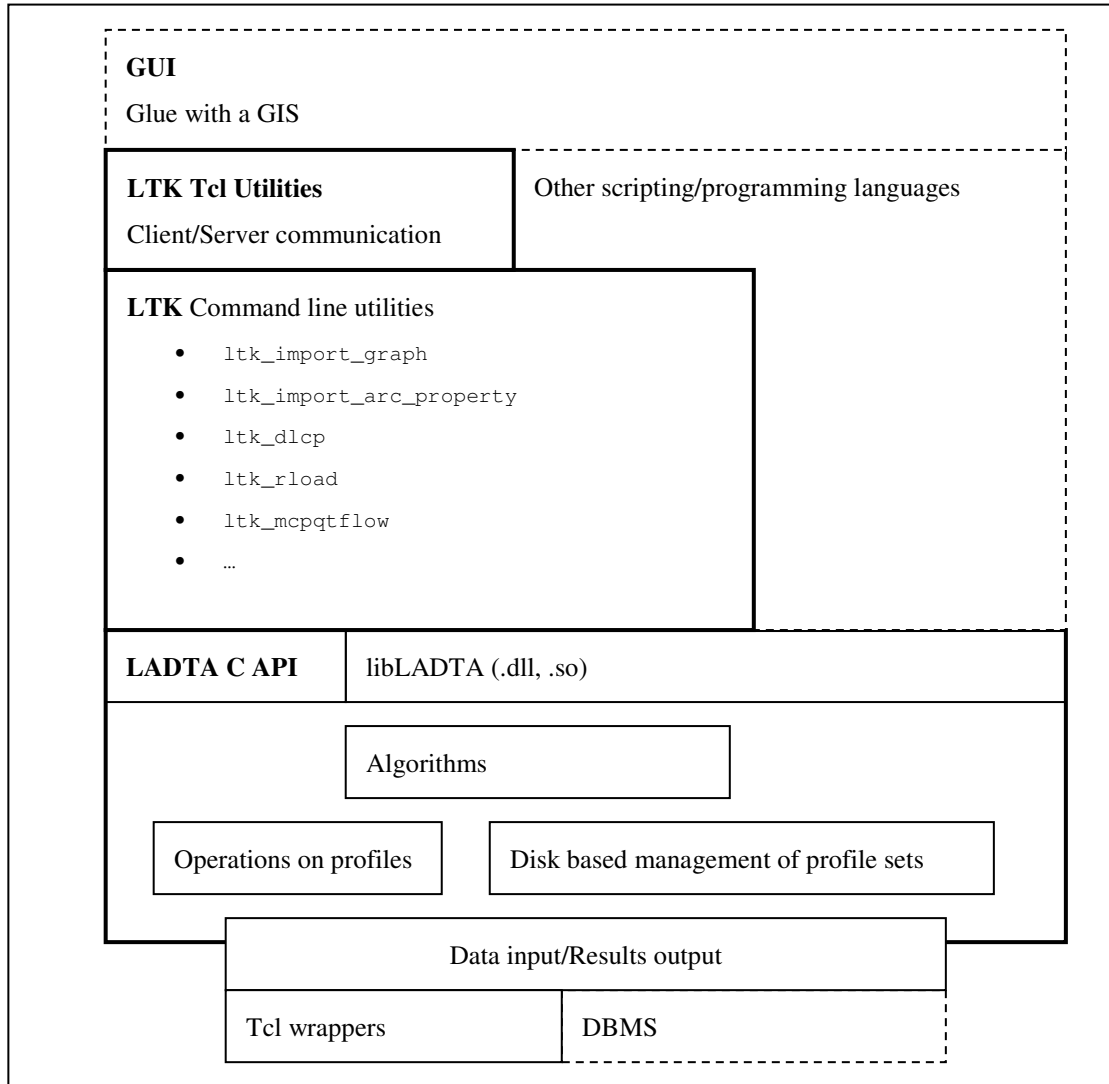 GUI
Glue with a GIS
LTK Tcl Utilities
Client/Server communication
Other scripting/programming languages
LTK Command line utilities
• ltk_import_graph
• ltk_import_arc_property
• ltk_dlcp
• ltk_rload
• ltk_mcpqtflow
• …
LADTA C API
libLADTA (.dll, .so)
Algorithms
Operations on profiles
Disk based management of profile sets
Data input/Results output
Tcl wrappers
DBMS